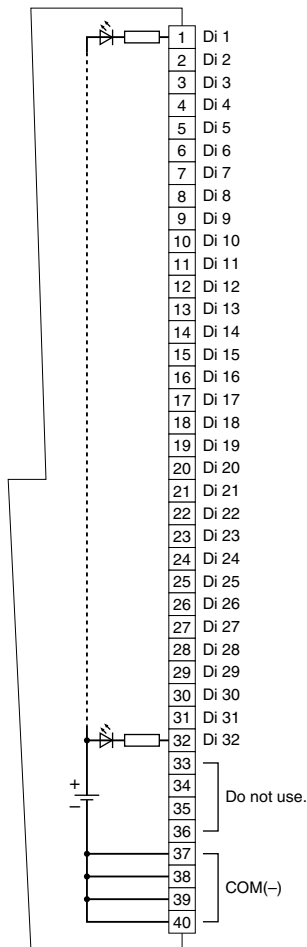 1 Di 1
2 Di 2
3 Di 3
4 Di 4
5 Di 5
6 Di 6
7 Di 7
8 Di 8
9 Di 9
10 Di 10
11 Di 11
12 Di 12
13 Di 13
14 Di 14
15 Di 15
16 Di 16
17 Di 17
18 Di 18
19 Di 19
20 Di 20
21 Di 21
22 Di 22
23 Di 23
24 Di 24
25 Di 25
26 Di 26
27 Di 27
28 Di 28
29 Di 29
30 Di 30
31 Di 31
32 Di 32
33
34
Do not use.
35
36
+
–
37
38
COM(–)
39
40